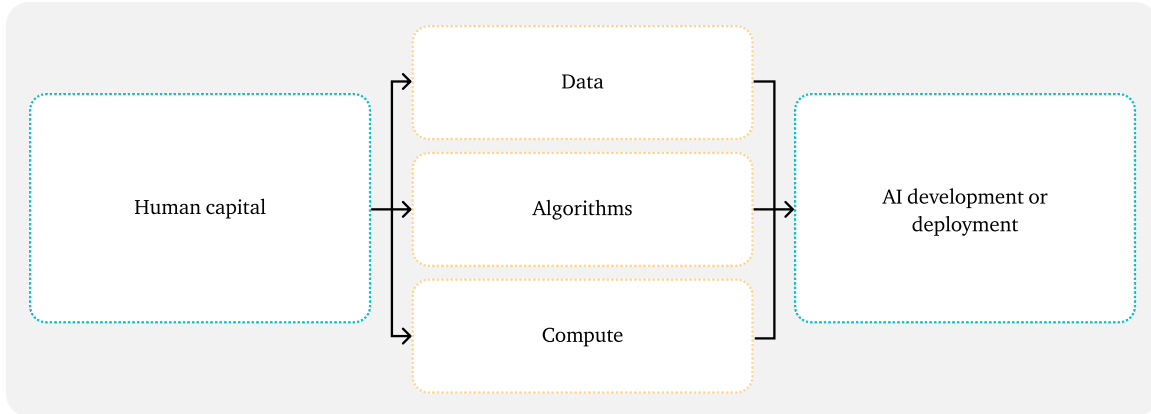 Data
Human capital
Algorithms
AI development or
deployment
Compute